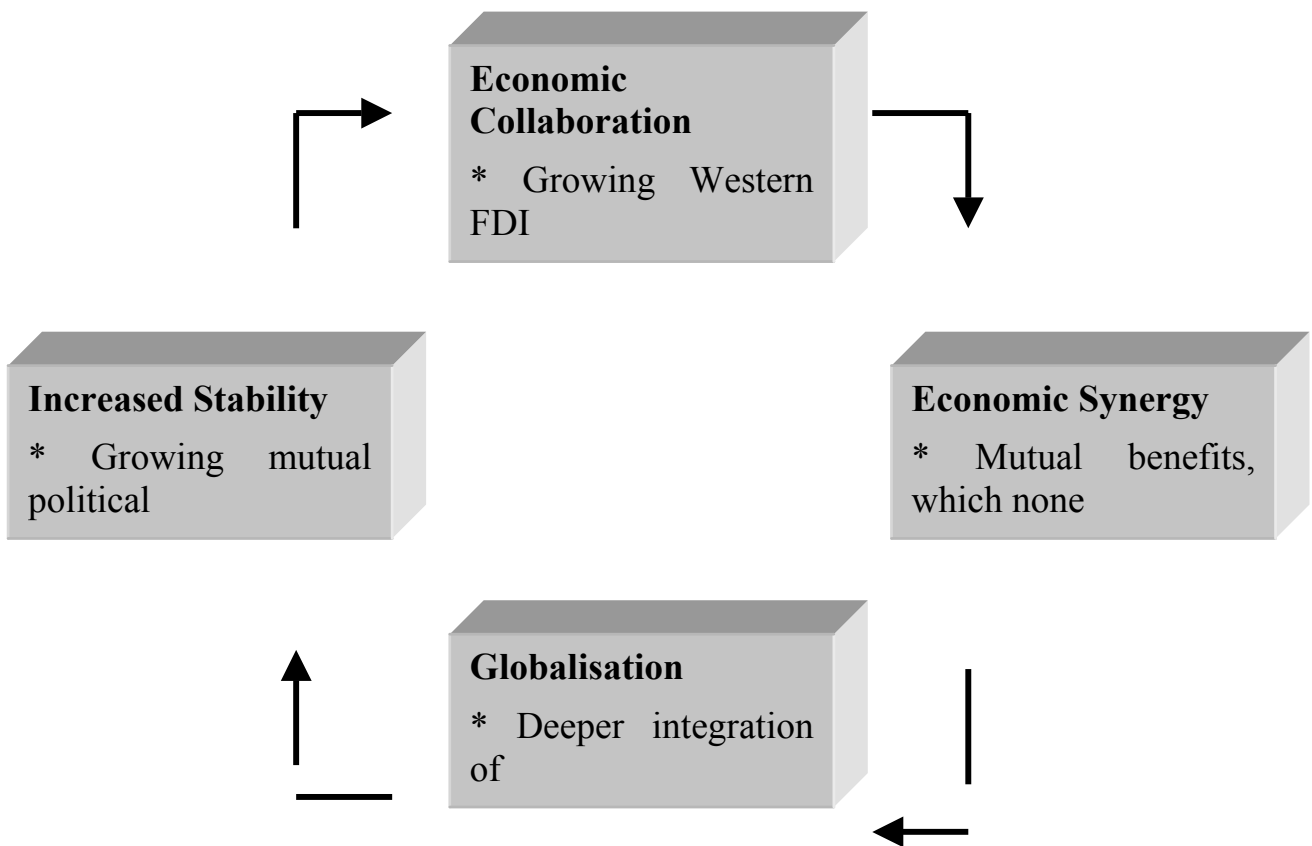 Economic
Collaboration
* Growing Western
FDI
Increased Stability
* Growing mutual
political
Economic Synergy
* Mutual benefits,
which none
Globalisation
* Deeper integration
of